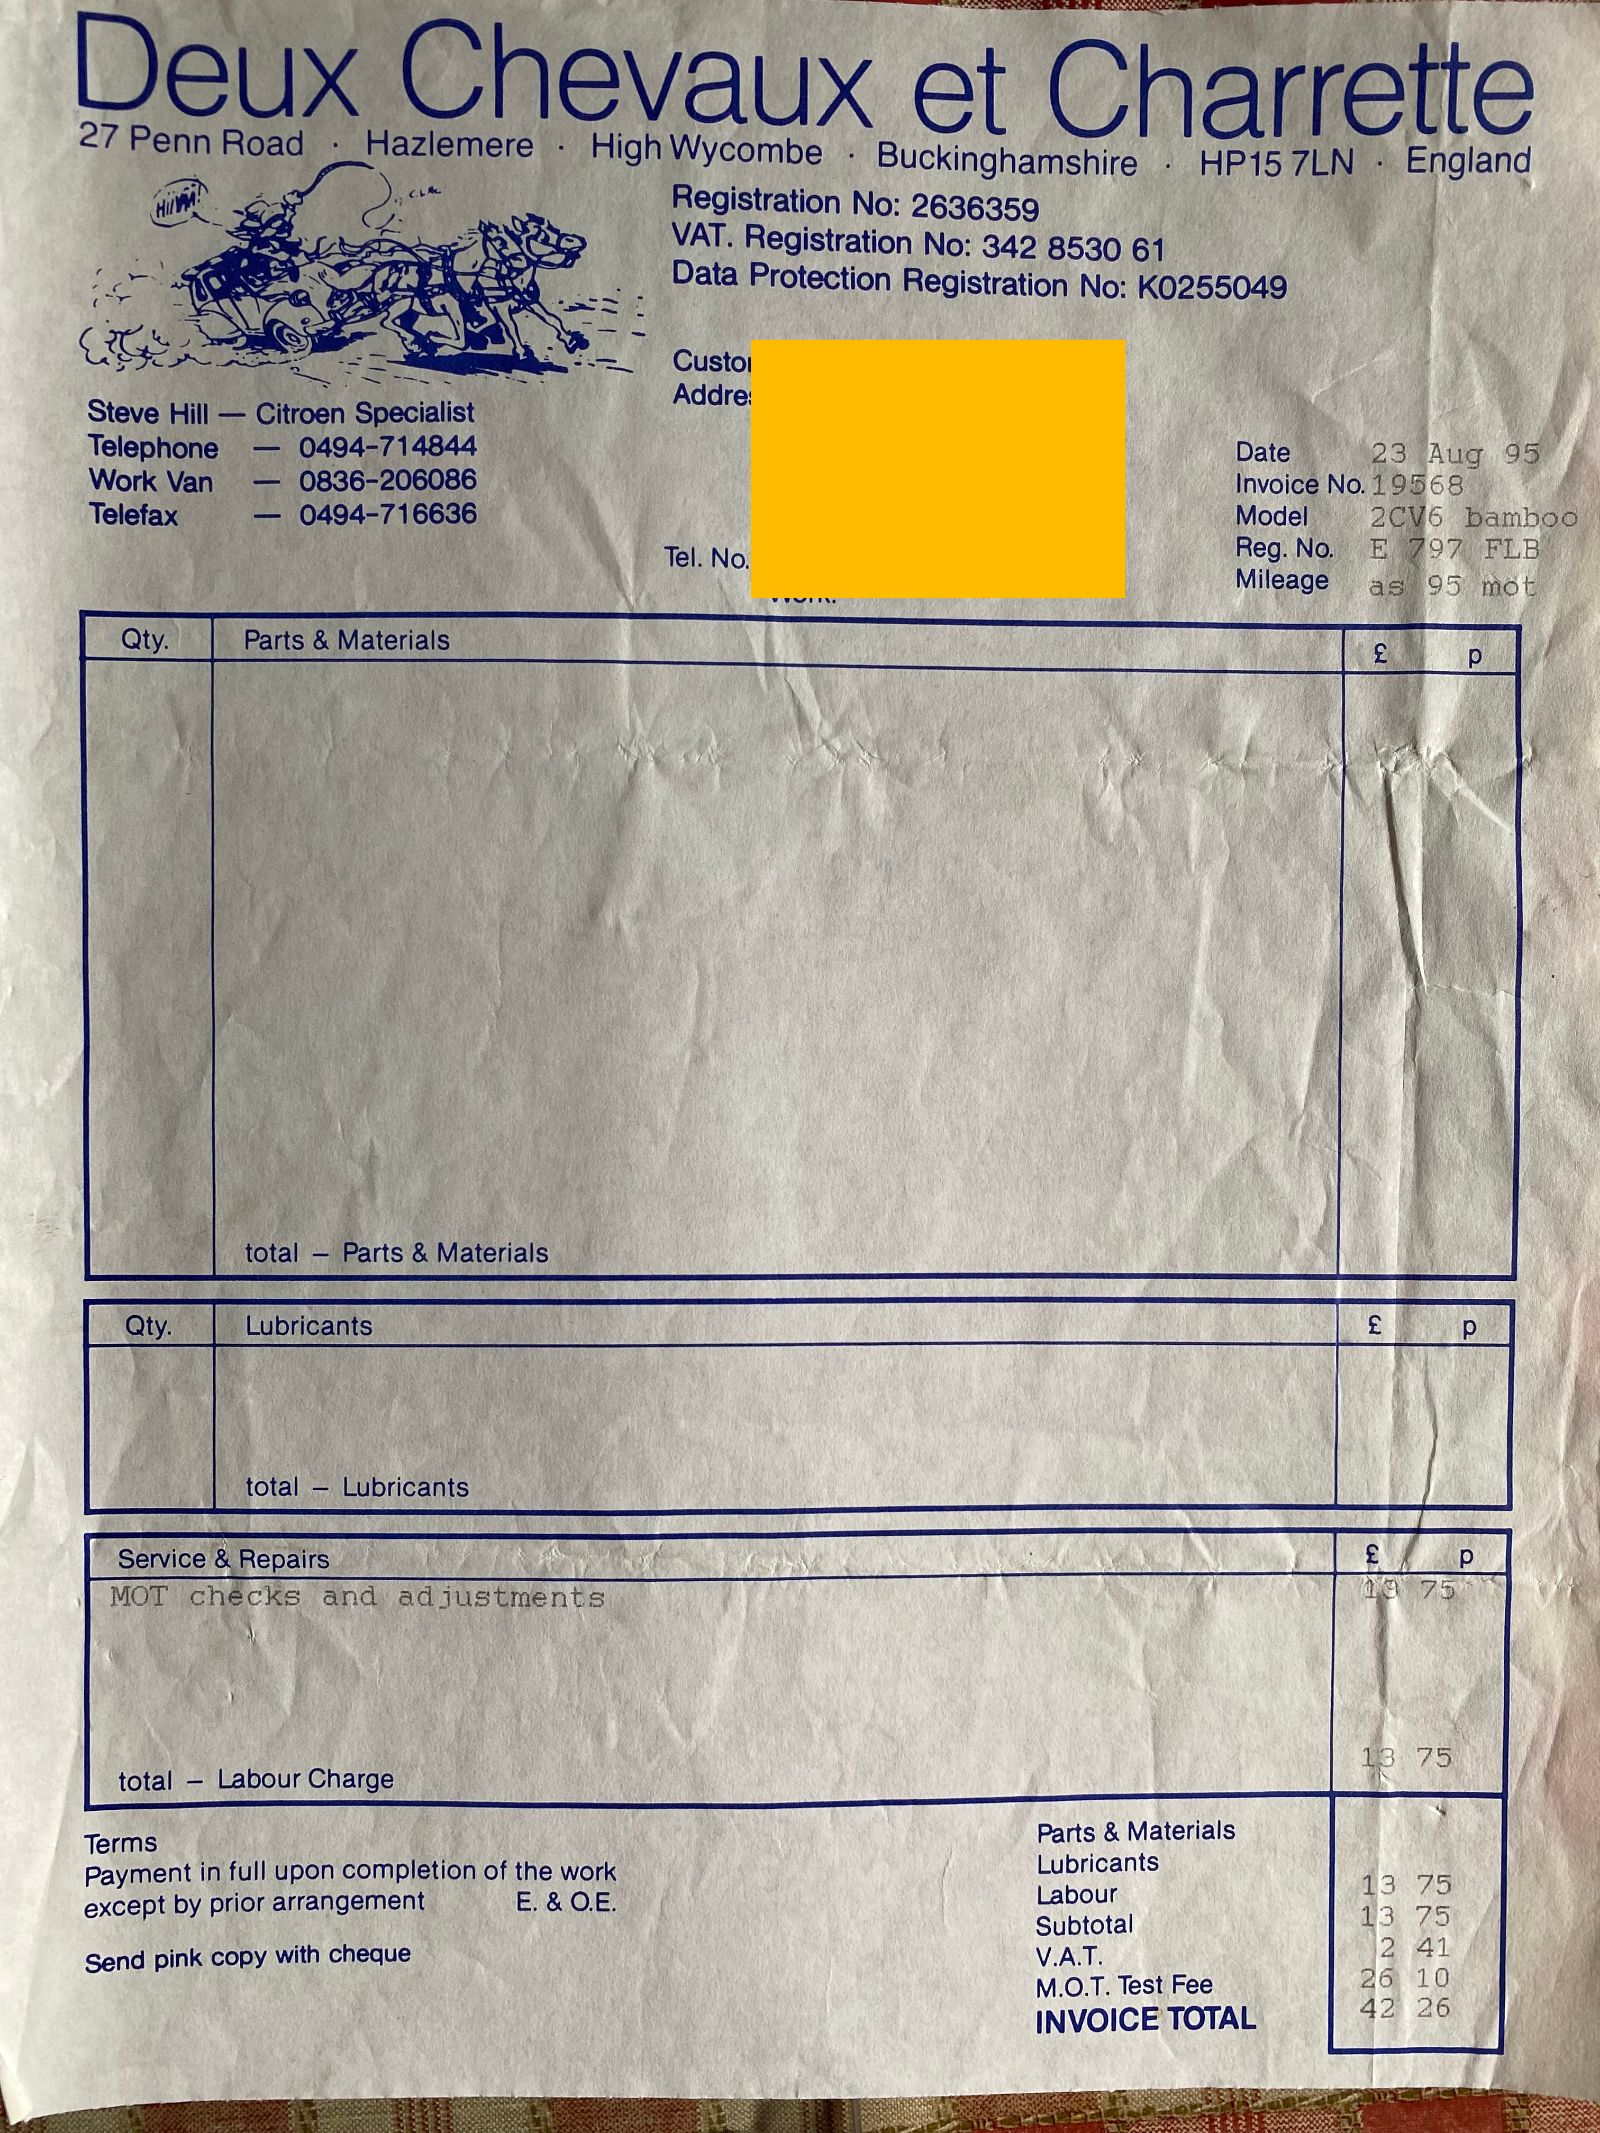 Deux Chevaux et Charrette
27 Penn Road · Hazlemere · High Wycombe · Buckinghamshire · HP15 7LN · England
Registration No: 2636359
VAT. Registration No: 342 8530 61
Data Protection Registration No: K0255049
Steve Hill — Citroen Specialist
Telephone — 0494-714844
Work Van — 0836-206086
Telefax — 0494-716636
Tel. No.
Date 23 Aug 95
Invoice No. 19568
Model 2CV6 bamboo
Reg. No. E 797 FLB
Mileage as 95 mot
Qty. Parts & Materials £ p
total – Parts & Materials
Qty. Lubricants £ p
total – Lubricants
Service & Repairs £ p
MOT checks and adjustments 13 75
total – Labour Charge 13 75
Terms
Payment in full upon completion of the work
except by prior arrangement E. & O.E.
Send pink copy with cheque
Parts & Materials
Lubricants
Labour 13 75
Subtotal 13 75
V.A.T. 2 41
M.O.T. Test Fee 26 10
INVOICE TOTAL 42 26